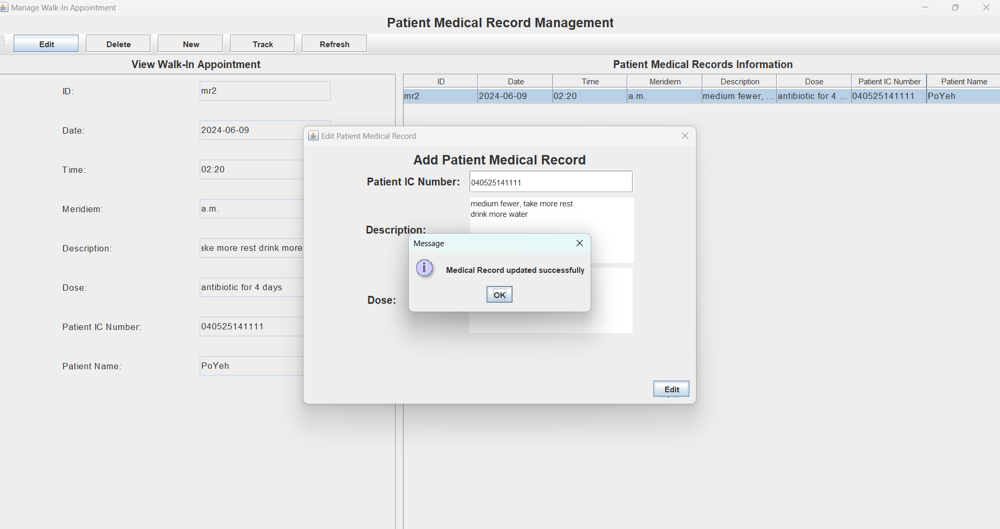 Manage Walk-In Appointment
Patient Medical Record Management
Edit Delete New Track Refresh
View Walk-In Appointment
ID: mr2
Date: 2024-06-09
Time: 02:20
Meridiem: a.m.
Description: ake more rest drink more
Dose: antibiotic for 4 days
Patient IC Number: 040525141111
Patient Name: PoYeh
Patient Medical Records Information
ID Date Time Meridiem Description Dose Patient IC Number Patient Name
mr2 2024-06-09 02:20 a.m. medium fewer, ... antibiotic for 4 ... 040525141111 PoYeh
Edit Patient Medical Record
Add Patient Medical Record
Patient IC Number: 040525141111
Description: medium fewer, take more rest
drink more water
Dose:
Edit
Message
Medical Record updated successfully
OK